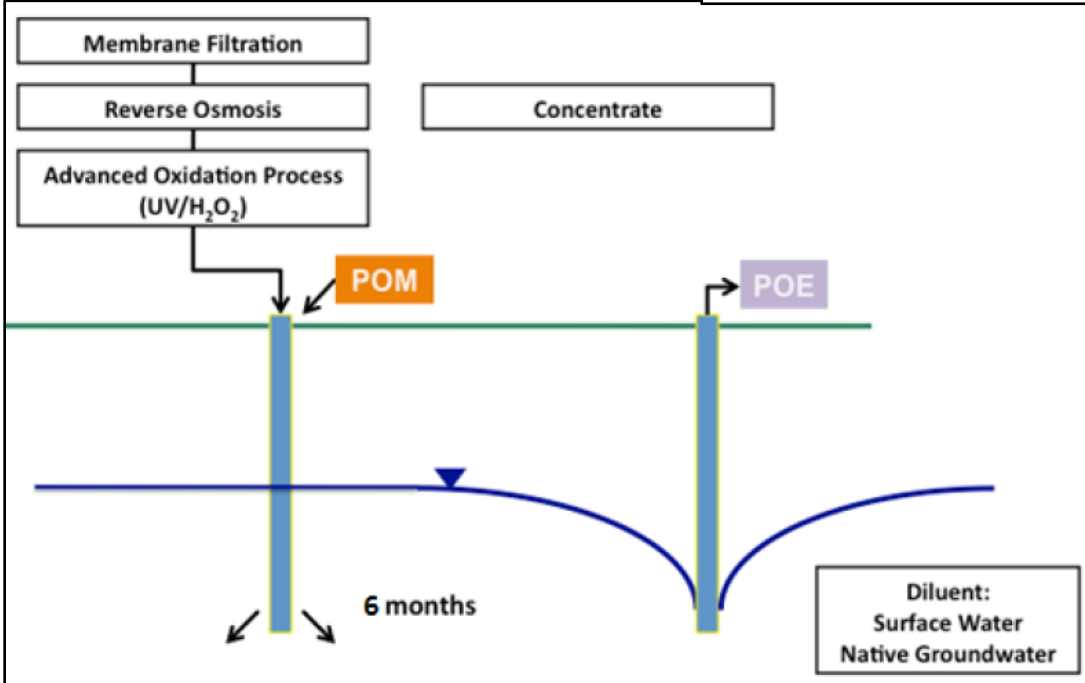 Membrane Filtration
Reverse Osmosis
Concentrate
Advanced Oxidation Process
(UV/H₂O₂)
POM
POE
6 months
Diluent:
Surface Water
Native Groundwater